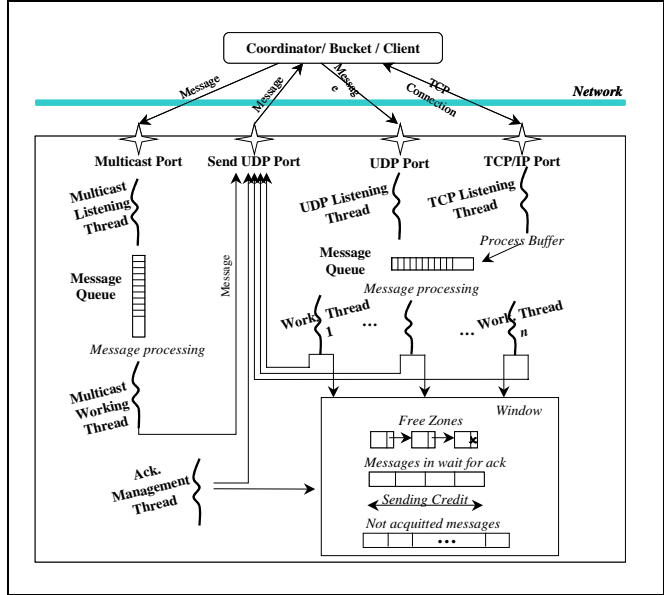 Coordinator/ Bucket / Client
Message
Message
Messag
e
TCP
Connection
Network
Multicast Port
Send UDP Port
UDP Port
TCP/IP Port
Multicast
Listening
Thread
UDP Listening
Thread
TCP Listening
Thread
Process Buffer
Message
Queue
Message
Message
Queue
Message processing
Work. Thread
1
...
... Work. Thread
n
Message processing
Multicast
Working
Thread
Window
Free Zones
Messages in wait for ack
Ack.
Management
Thread
Sending Credit
Not acquitted messages
...